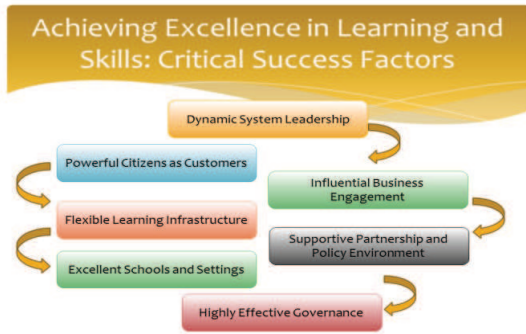 Achieving Excellence in Learning and
Skills: Critical Success Factors
Dynamic System Leadership
Powerful Citizens as Customers
Influential Business
Engagement
Flexible Learning Infrastructure
Supportive Partnership and
Policy Environment
Excellent Schools and Settings
Highly Effective Governance